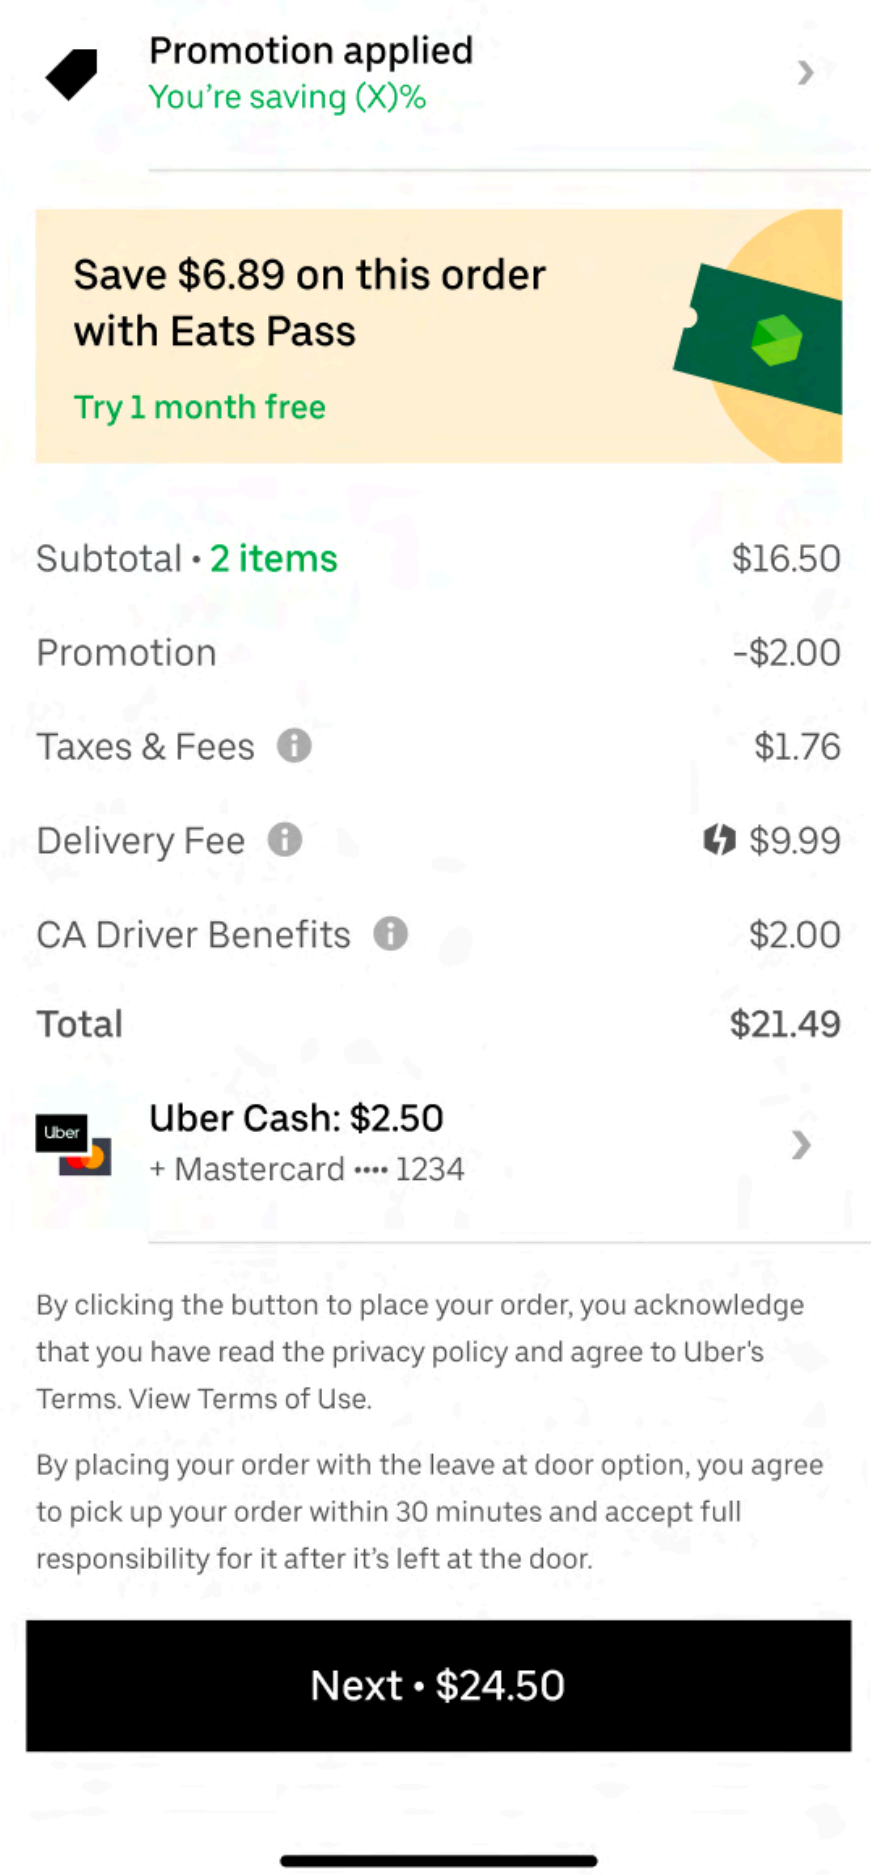 Promotion applied
You're saving (X)%
Save $6.89 on this order
with Eats Pass
Try 1 month free
Subtotal • 2 items $16.50
Promotion -$2.00
Taxes & Fees i $1.76
Delivery Fee i $9.99
CA Driver Benefits i $2.00
Total $21.49
Uber
Uber Cash: $2.50
+ Mastercard •••• 1234
By clicking the button to place your order, you acknowledge
that you have read the privacy policy and agree to Uber's
Terms. View Terms of Use.
By placing your order with the leave at door option, you agree
to pick up your order within 30 minutes and accept full
responsibility for it after it's left at the door.
Next • $24.50